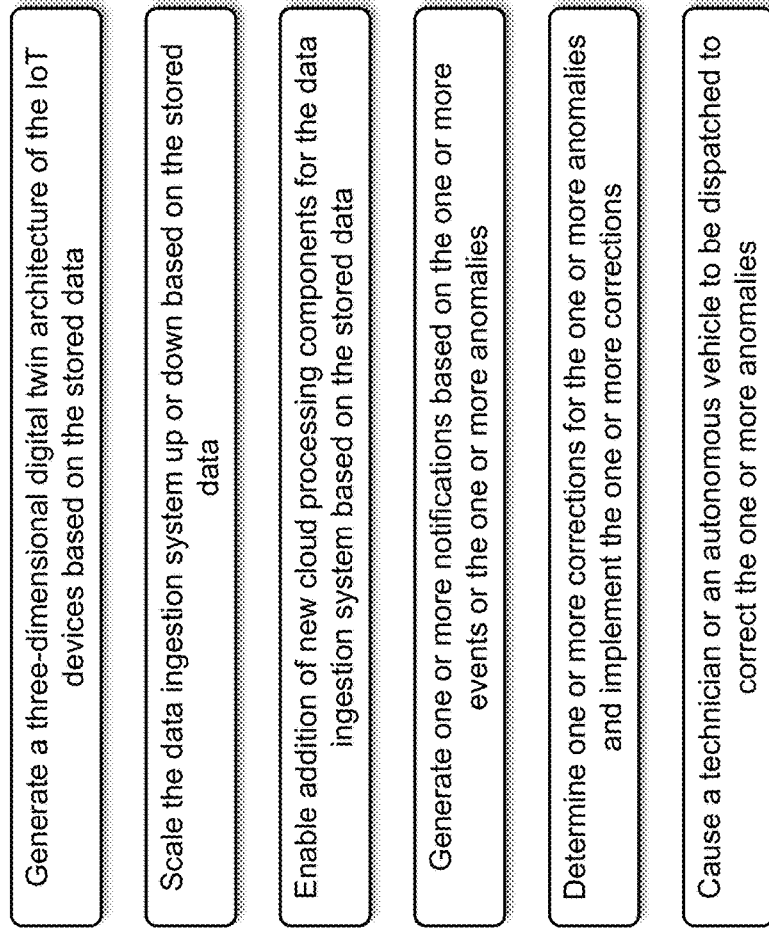 Generate a three-dimensional digital twin architecture of the IoT
devices based on the stored data
Scale the data ingestion system up or down based on the stored
data
Enable addition of new cloud processing components for the data
ingestion system based on the stored data
Generate one or more notifications based on the one or more
events or the one or more anomalies
Determine one or more corrections for the one or more anomalies
and implement the one or more corrections
Cause a technician or an autonomous vehicle to be dispatched to
correct the one or more anomalies